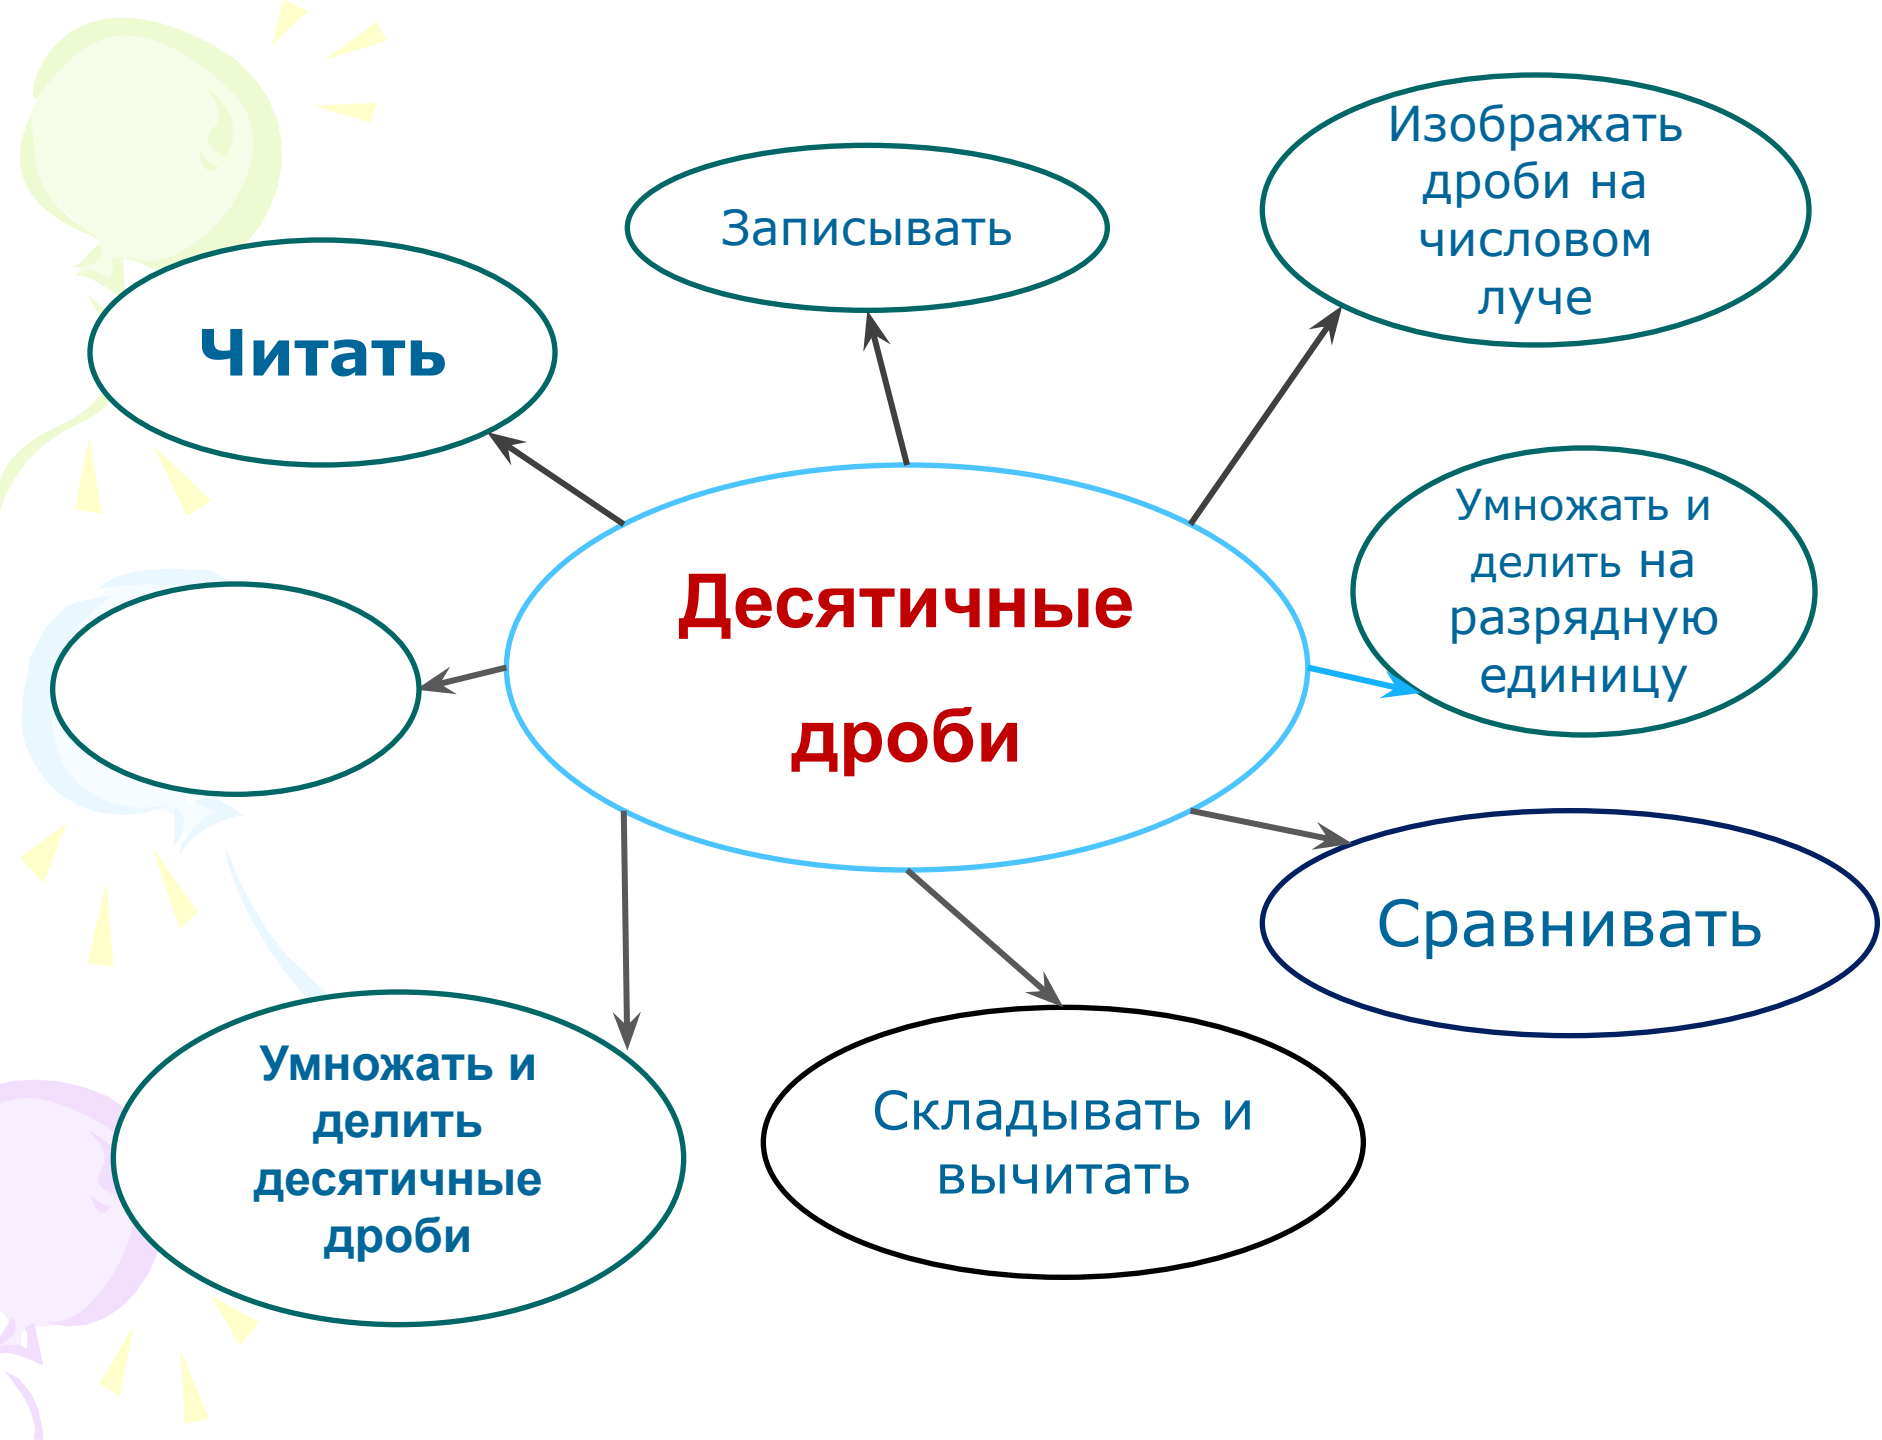 Изображать
дроби на
числовом
луче
Записывать
Читать
Умножать и
делить на
разрядную
единицу
Десятичные
дроби
Сравнивать
Умножать и
делить
десятичные
дроби
Складывать и
вычитать